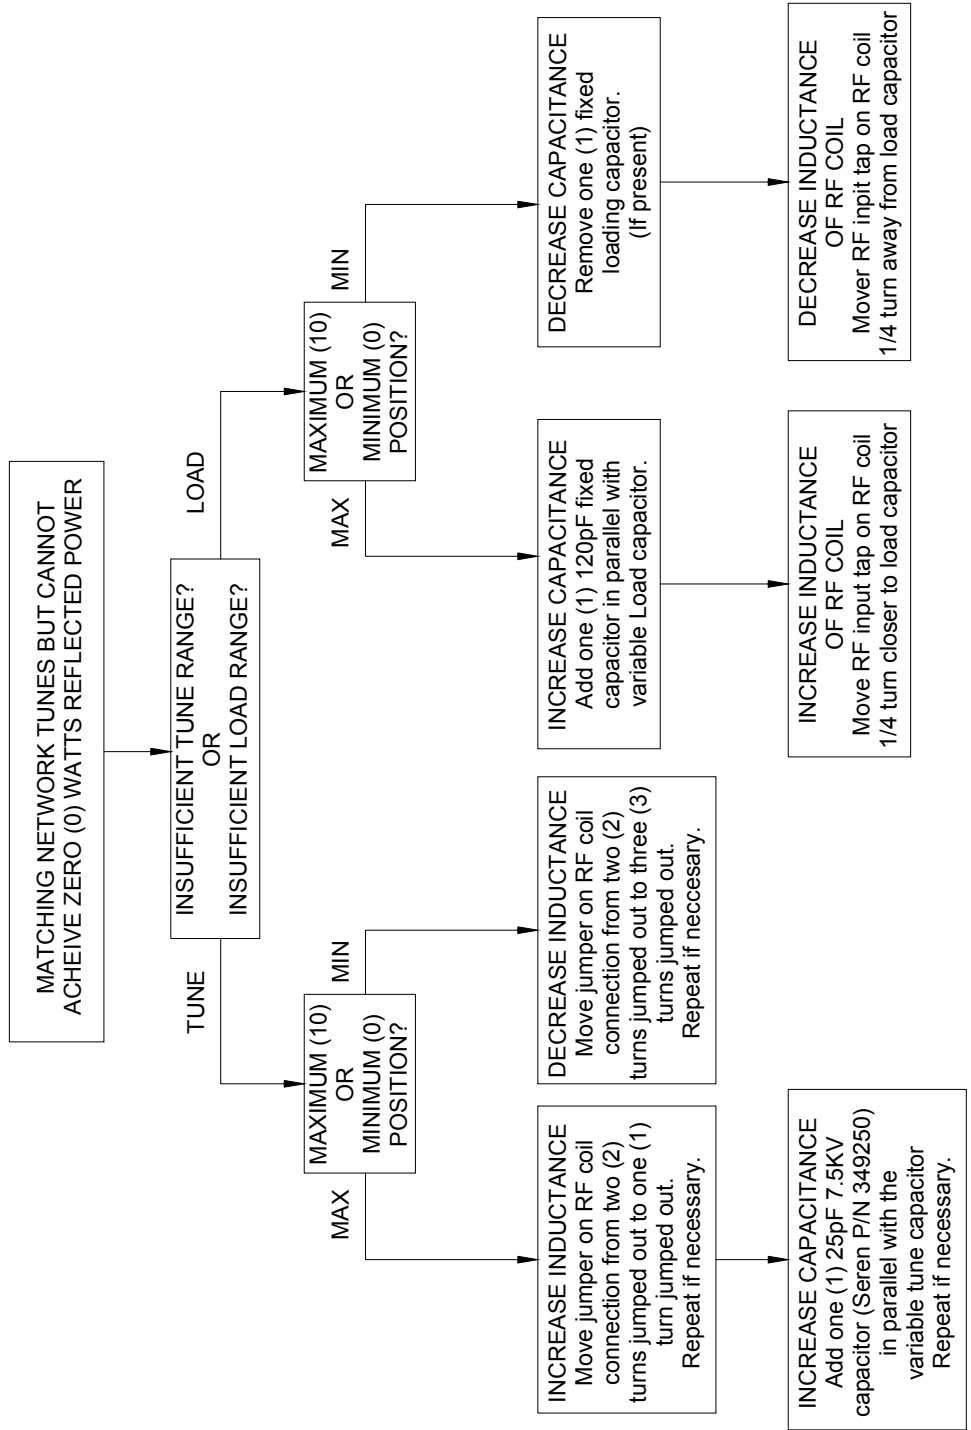 MATCHING NETWORK TUNES BUT CANNOT
ACHEIVE ZERO (0) WATTS REFLECTED POWER
INSUFFICIENT TUNE RANGE?
OR
INSUFFICIENT LOAD RANGE?
TUNE
LOAD
MAXIMUM (10)
OR
MINIMUM (0)
POSITION?
MAX
MIN
MAXIMUM (10)
OR
MINIMUM (0)
POSITION?
MAX
MIN
INCREASE INDUCTANCE
Move jumper on RF coil
connection from two (2)
turns jumped out to one (1)
turn jumped out.
Repeat if necessary.
DECREASE INDUCTANCE
Move jumper on RF coil
connection from two (2)
turns jumped out to three (3)
turns jumped out.
Repeat if neccesary.
INCREASE CAPACITANCE
Add one (1) 120pF fixed
capacitor in parallel with
variable Load capacitor.
DECREASE CAPACITANCE
Remove one (1) fixed
loading capacitor.
(If present)
INCREASE CAPACITANCE
Add one (1) 25pF 7.5KV
capacitor (Seren P/N 349250)
in parallel with the
variable tune capacitor
Repeat if necessary.
INCREASE INDUCTANCE
OF RF COIL
Move RF input tap on RF coil
1/4 turn closer to load capacitor
DECREASE INDUCTANCE
OF RF COIL
Mover RF inpit tap on RF coil
1/4 turn away from load capacitor